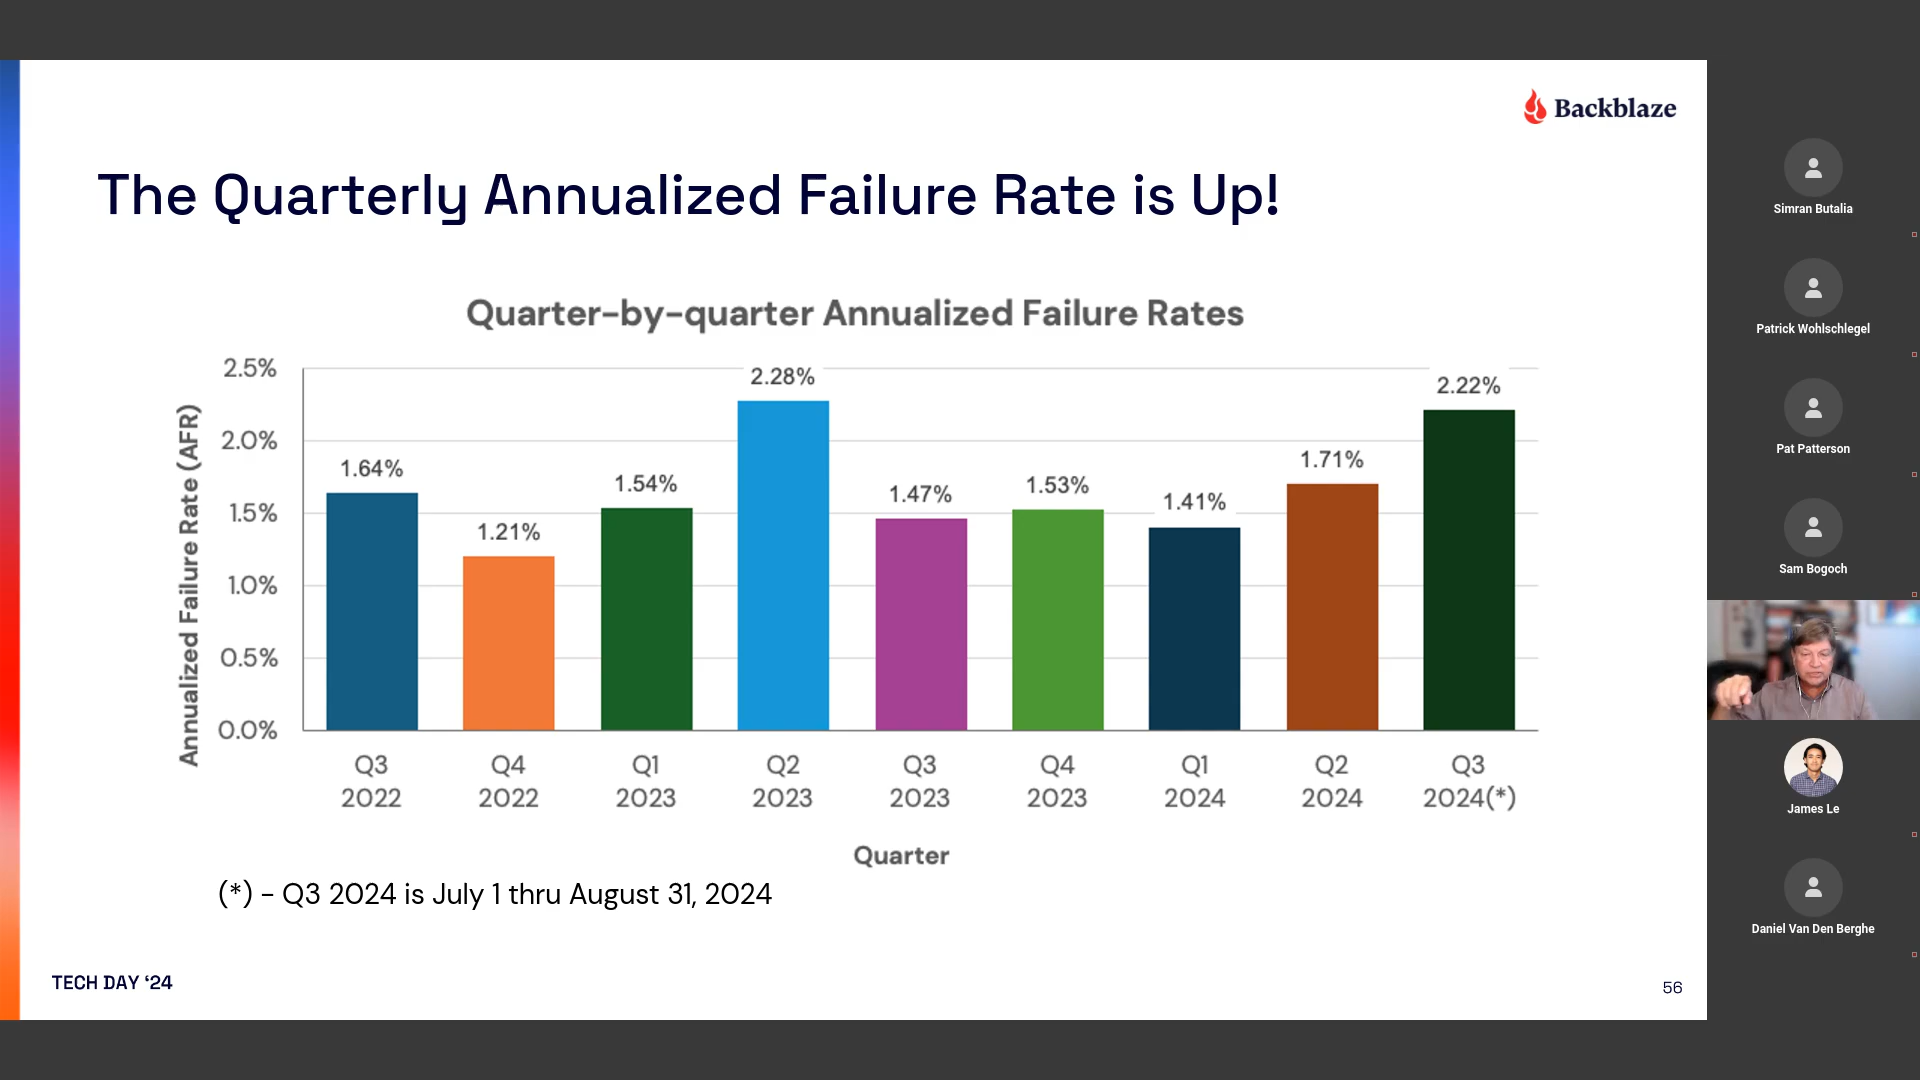 Backblaze
The Quarterly Annualized Failure Rate is Up!
Quarter-by-quarter Annualized Failure Rates
Annualized Failure Rate (AFR)
2.5%
2.0%
1.5%
1.0%
0.5%
0.0%
1.64%
1.21%
1.54%
2.28%
1.47%
1.53%
1.41%
1.71%
2.22%
Q3
2022
Q4
2022
Q1
2023
Q2
2023
Q3
2023
Q4
2023
Q1
2024
Q2
2024
Q3
2024(*)
Quarter
(*) - Q3 2024 is July 1 thru August 31, 2024
TECH DAY ‘24
56
Simran Butalia
Patrick Wohlschlegel
Pat Patterson
Sam Bogoch
James Le
Daniel Van Den Berghe